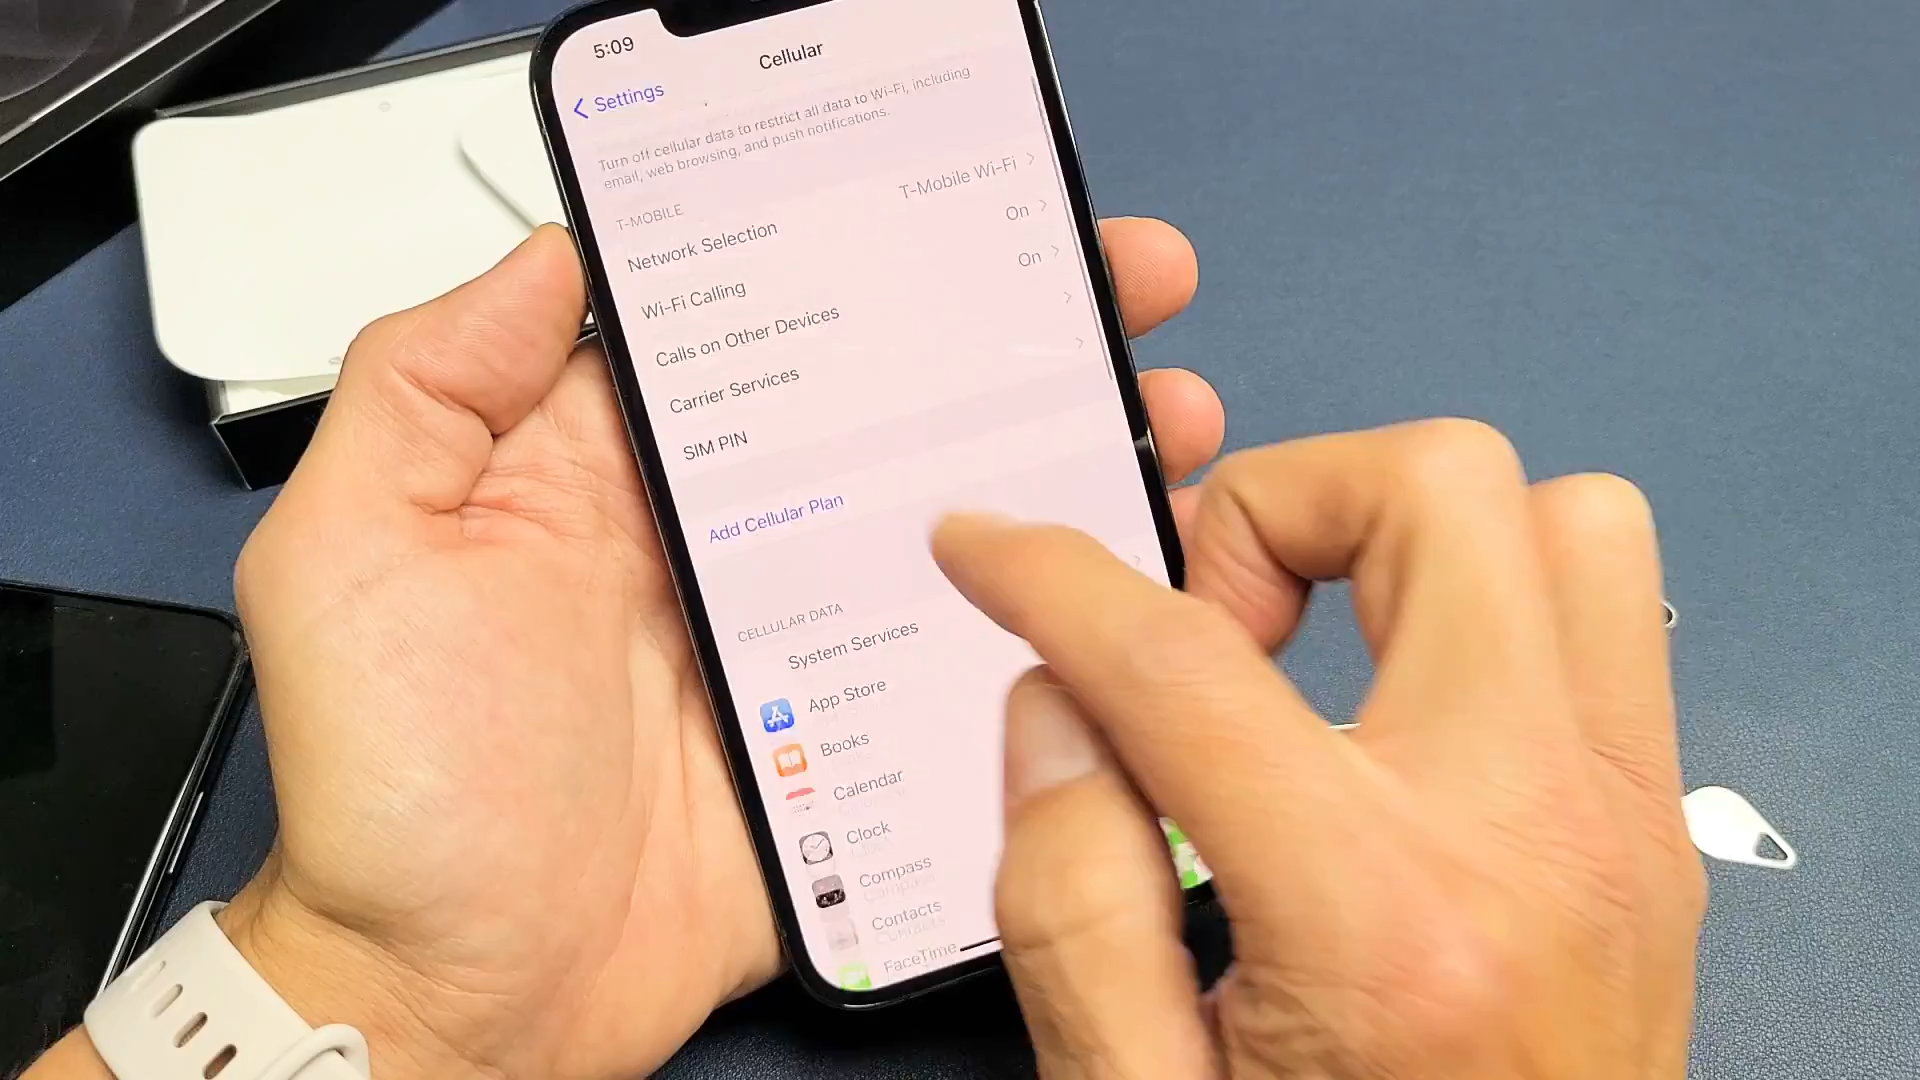 5:09
Cellular
Settings
Turn off cellular data to restrict all data to Wi-Fi, including
email, web browsing, and push notifications.
T-MOBILE
Network Selection T-Mobile Wi-Fi
Wi-Fi Calling On
Calls on Other Devices On
Carrier Services
SIM PIN
Add Cellular Plan
CELLULAR DATA
System Services
App Store
Books
Calendar
Clock
Compass
Contacts
FaceTime